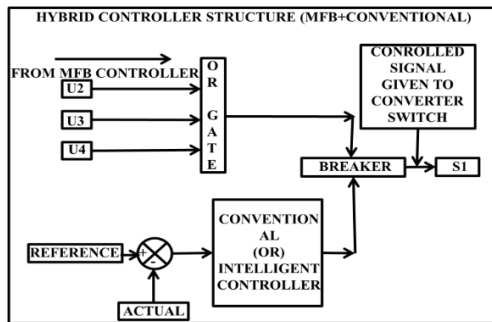 HYBRID CONTROLLER STRUCTURE (MFB+CONVENTIONAL)
FROM MFB CONTROLLER
U2
U3
U4
O
R
G
A
T
E
CONROLLED
SIGNAL
GIVEN TO
CONVERTER
SWITCH
BREAKER
S1
CONVENTION
AL
(OR)
INTELLIGENT
CONTROLLER
REFERENCE
+
-
ACTUAL